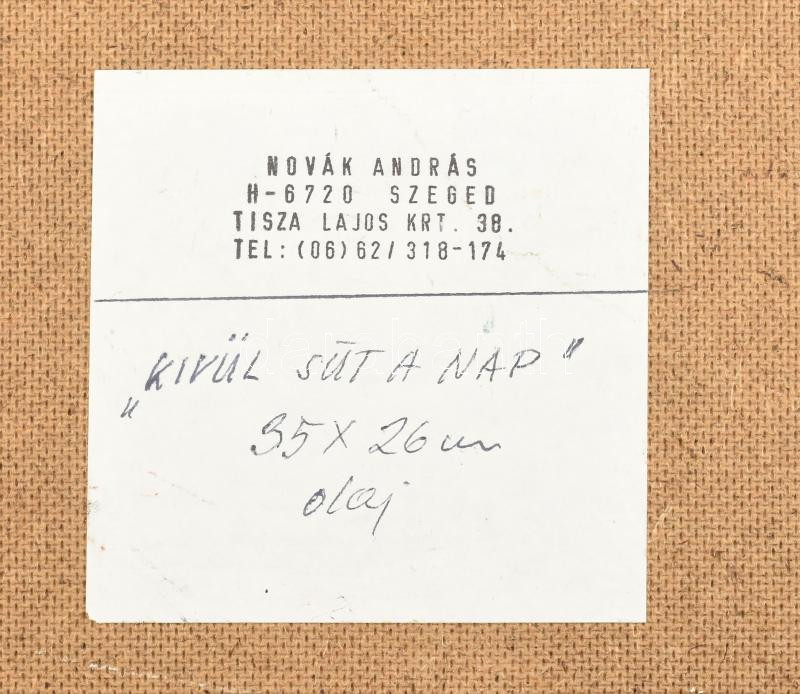 NOVÁK ANDRÁS
H-6720 SZEGED
TISZA LAJOS KRT. 38.
TEL:(06)62/318-174
„KIVÜL SÜT A NAP"
35 X 26 cm
olaj